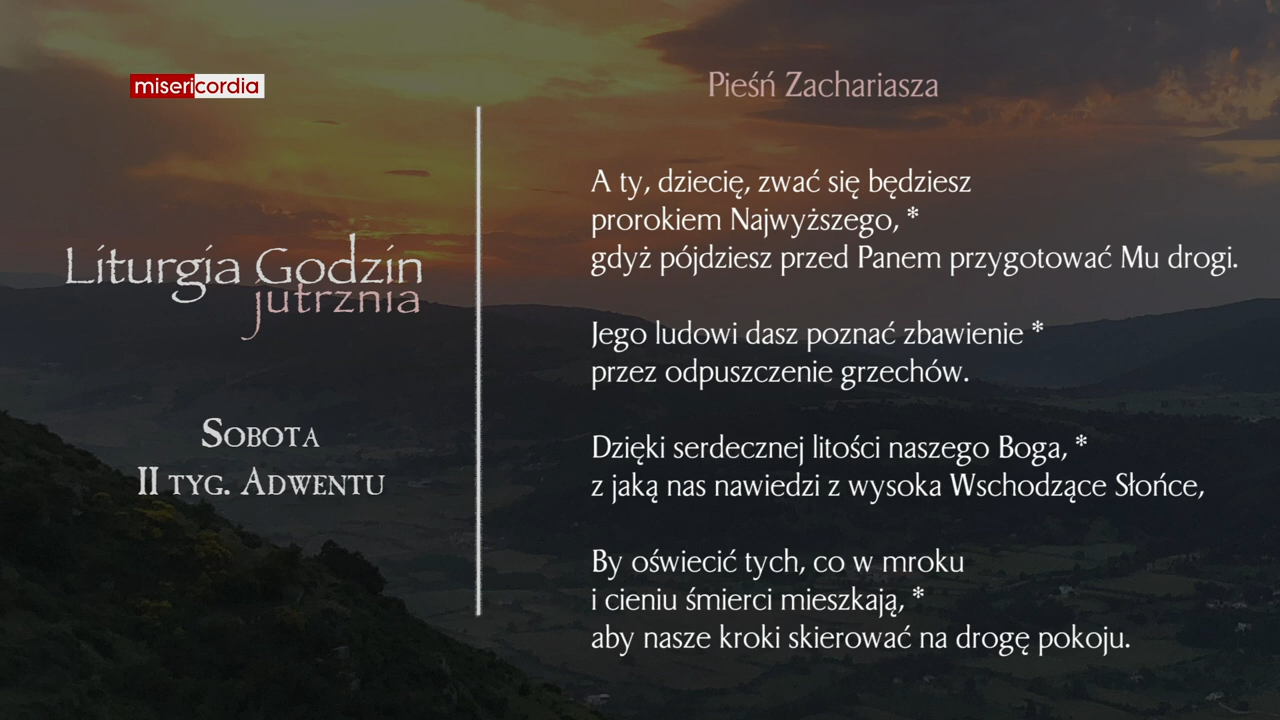 misericordia
Liturgia Godzin
jutrznia
Sobota
II tyg. Adwentu
Pieśń Zachariasza
A ty, dziecię, zwać się będziesz
prorokiem Najwyższego, *
gdyż pójdziesz przed Panem przygotować Mu drogi.
Jego ludowi dasz poznać zbawienie *
przez odpuszczenie grzechów.
Dzięki serdecznej litości naszego Boga, *
z jaką nas nawiedzi z wysoka Wschodzące Słońce,
By oświecić tych, co w mroku
i cieniu śmierci mieszkają, *
aby nasze kroki skierować na drogę pokoju.